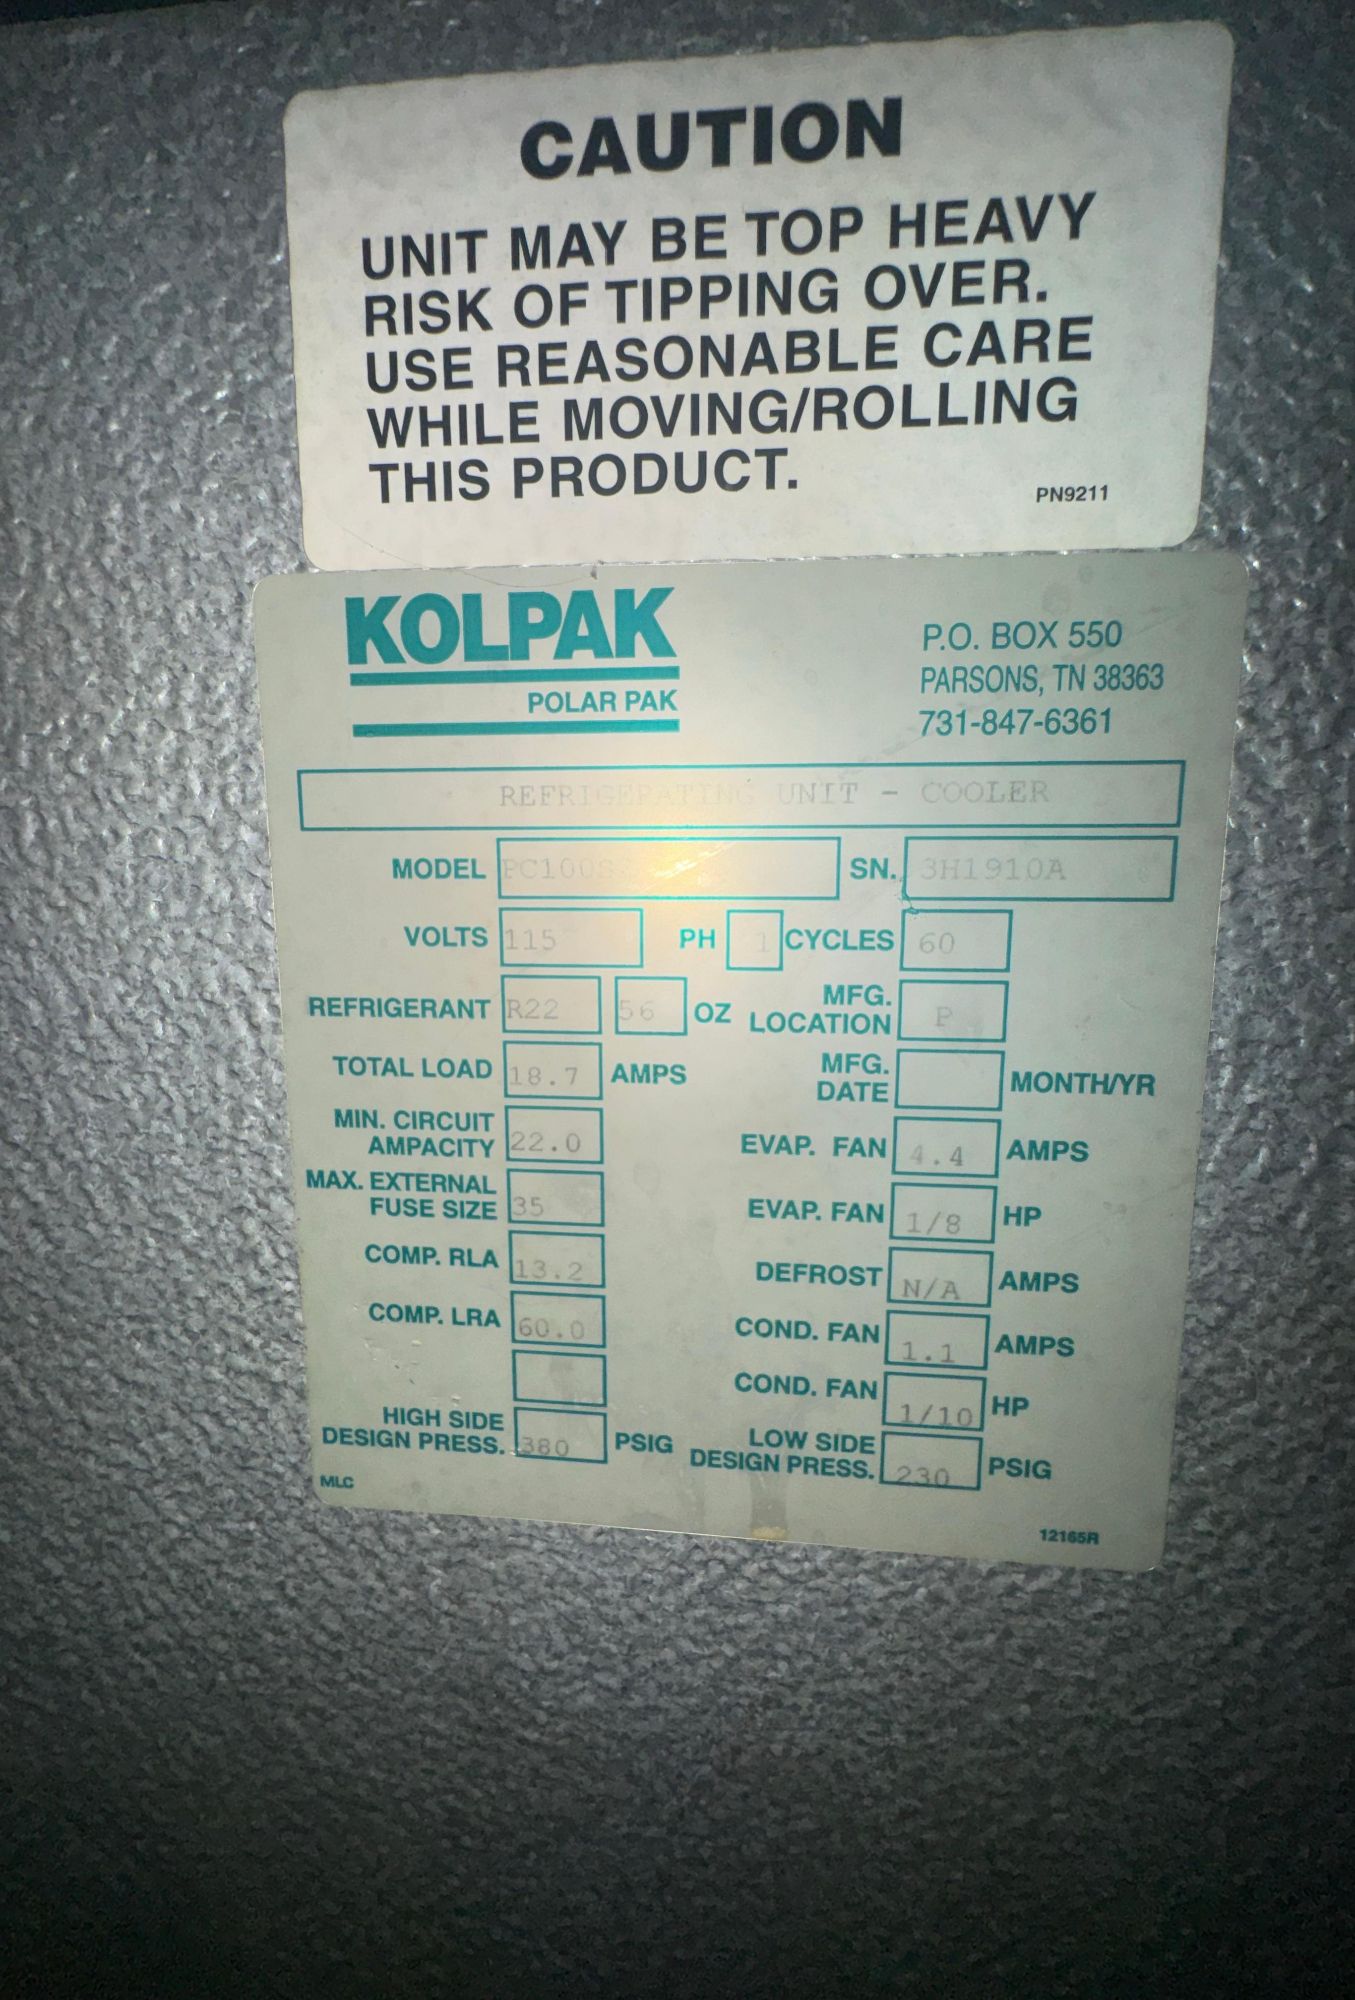 CAUTION
UNIT MAY BE TOP HEAVY
RISK OF TIPPING OVER.
USE REASONABLE CARE
WHILE MOVING/ROLLING
THIS PRODUCT.
PN9211
KOLPAK
POLAR PAK
P.O. BOX 550
PARSONS, TN 38363
731-847-6361
REFRIGERATING UNIT - COOLER
MODEL SN. 3H1910A
VOLTS 115 PH 1 CYCLES 60
REFRIGERANT R22 56 OZ MFG. LOCATION P
TOTAL LOAD 18.7 AMPS MFG. DATE MONTH/YR
MIN. CIRCUIT AMPACITY 22.0 EVAP. FAN 4.4 AMPS
MAX. EXTERNAL FUSE SIZE 35 EVAP. FAN 1/8 HP
COMP. RLA 13.2 DEFROST N/A AMPS
COMP. LRA 60.0 COND. FAN 1.1 AMPS
COND. FAN 1/10 HP
HIGH SIDE DESIGN PRESS. 380 PSIG LOW SIDE DESIGN PRESS. 230 PSIG
MLC
12165R